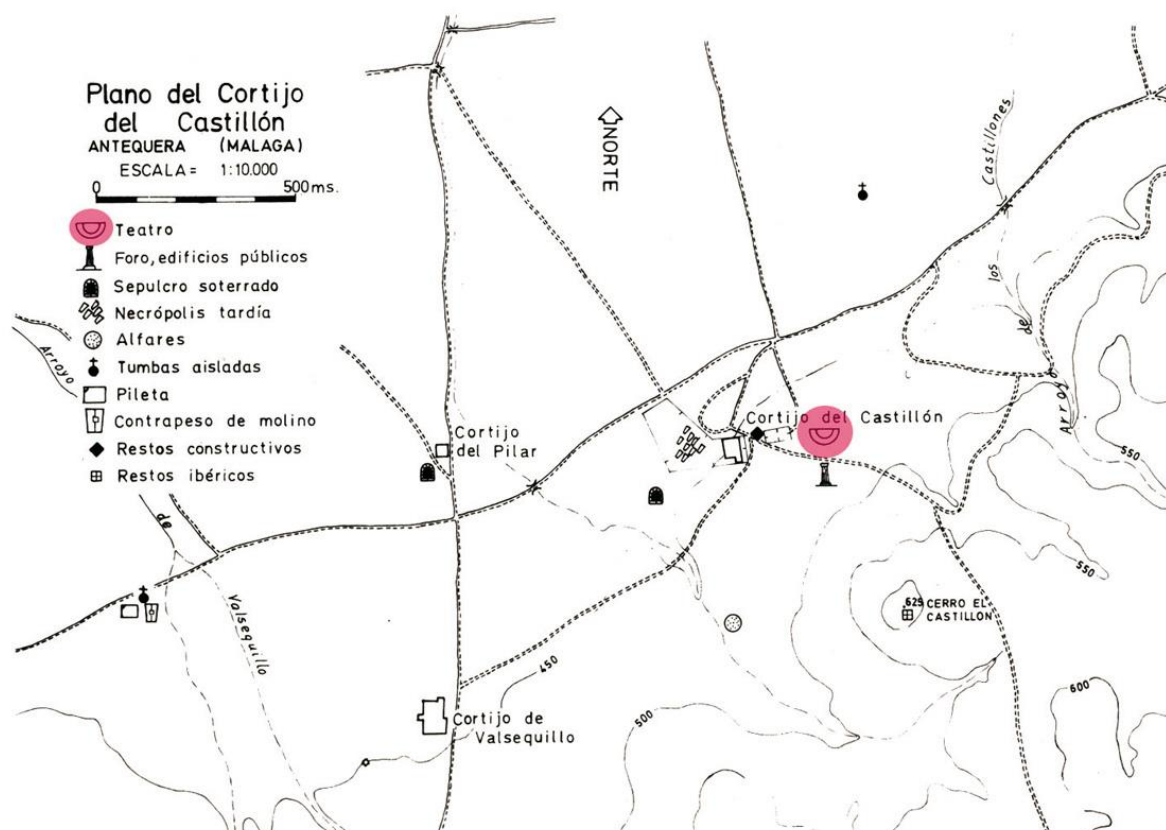 Plano del Cortijo
del Castillón
ANTEQUERA (MALAGA)
ESCALA = 1:10.000
0 500 ms.
Teatro
Foro, edificios públicos
Sepulcro soterrado
Necrópolis tardía
Alfares
Tumbas aisladas
Pileta
Contrapeso de molino
Restos constructivos
Restos ibéricos
NORTE
Arroyo
de
los
Castillones
Cortijo del Castillón
Cortijo
del Pilar
Arroyo
de
Valsequillo
550
550
625 CERRO EL
CASTILLON
450
500
600
Cortijo de
Valsequillo